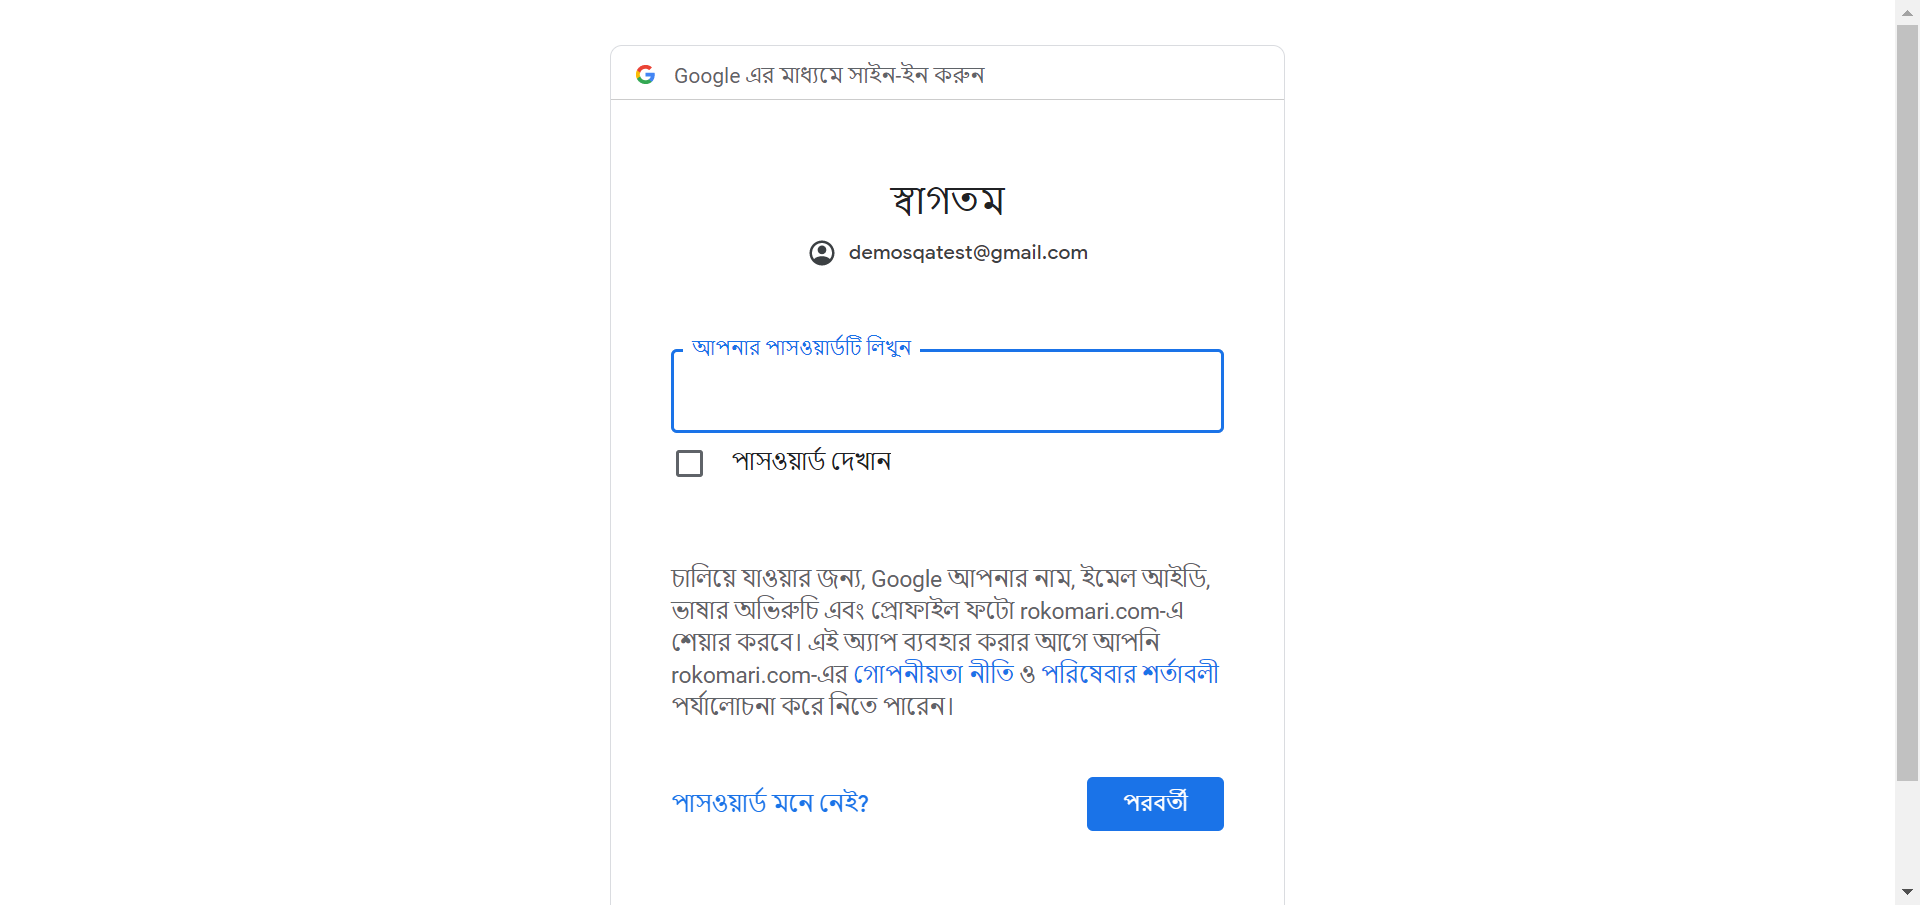 Google এর মাধ্যমে সাইন-ইন করুন
স্বাগতম
demosqatest@gmail.com
আপনার পাসওয়ার্ডটি লিখুন
পাসওয়ার্ড দেখান
চালিয়ে যাওয়ার জন্য, Google আপনার নাম, ইমেল আইডি,
ভাষার অভিরুচি এবং প্রোফাইল ফটো rokomari.com-এ
শেয়ার করবে। এই অ্যাপ ব্যবহার করার আগে আপনি
rokomari.com-এর গোপনীয়তা নীতি ও পরিষেবার শর্তাবলী
পর্যালোচনা করে নিতে পারেন।
পাসওয়ার্ড মনে নেই?
পরবর্তী